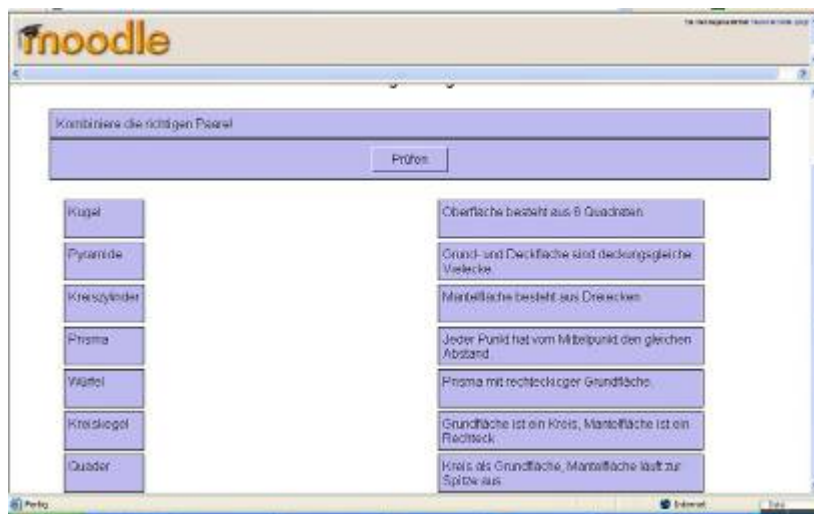 moodle
Kombiniere die richtigen Paare!
Prüfen
Kugel
Oberfläche besteht aus 6 Quadraten.
Pyramide
Grund- und Deckfläche sind deckungsgleiche
Vielecke.
Kreiszylinder
Mantelfläche besteht aus Dreiecken.
Prisma
Jeder Punkt hat vom Mittelpunkt den gleichen
Abstand.
Würfel
Prisma mit rechteckicger Grundfläche.
Kreiskegel
Grundfläche ist ein Kreis, Mantelfläche ist ein
Rechteck
Quader
Kreis als Grundfläche, Mantelfläche läuft zur
Spitze aus
Fertig
Internet